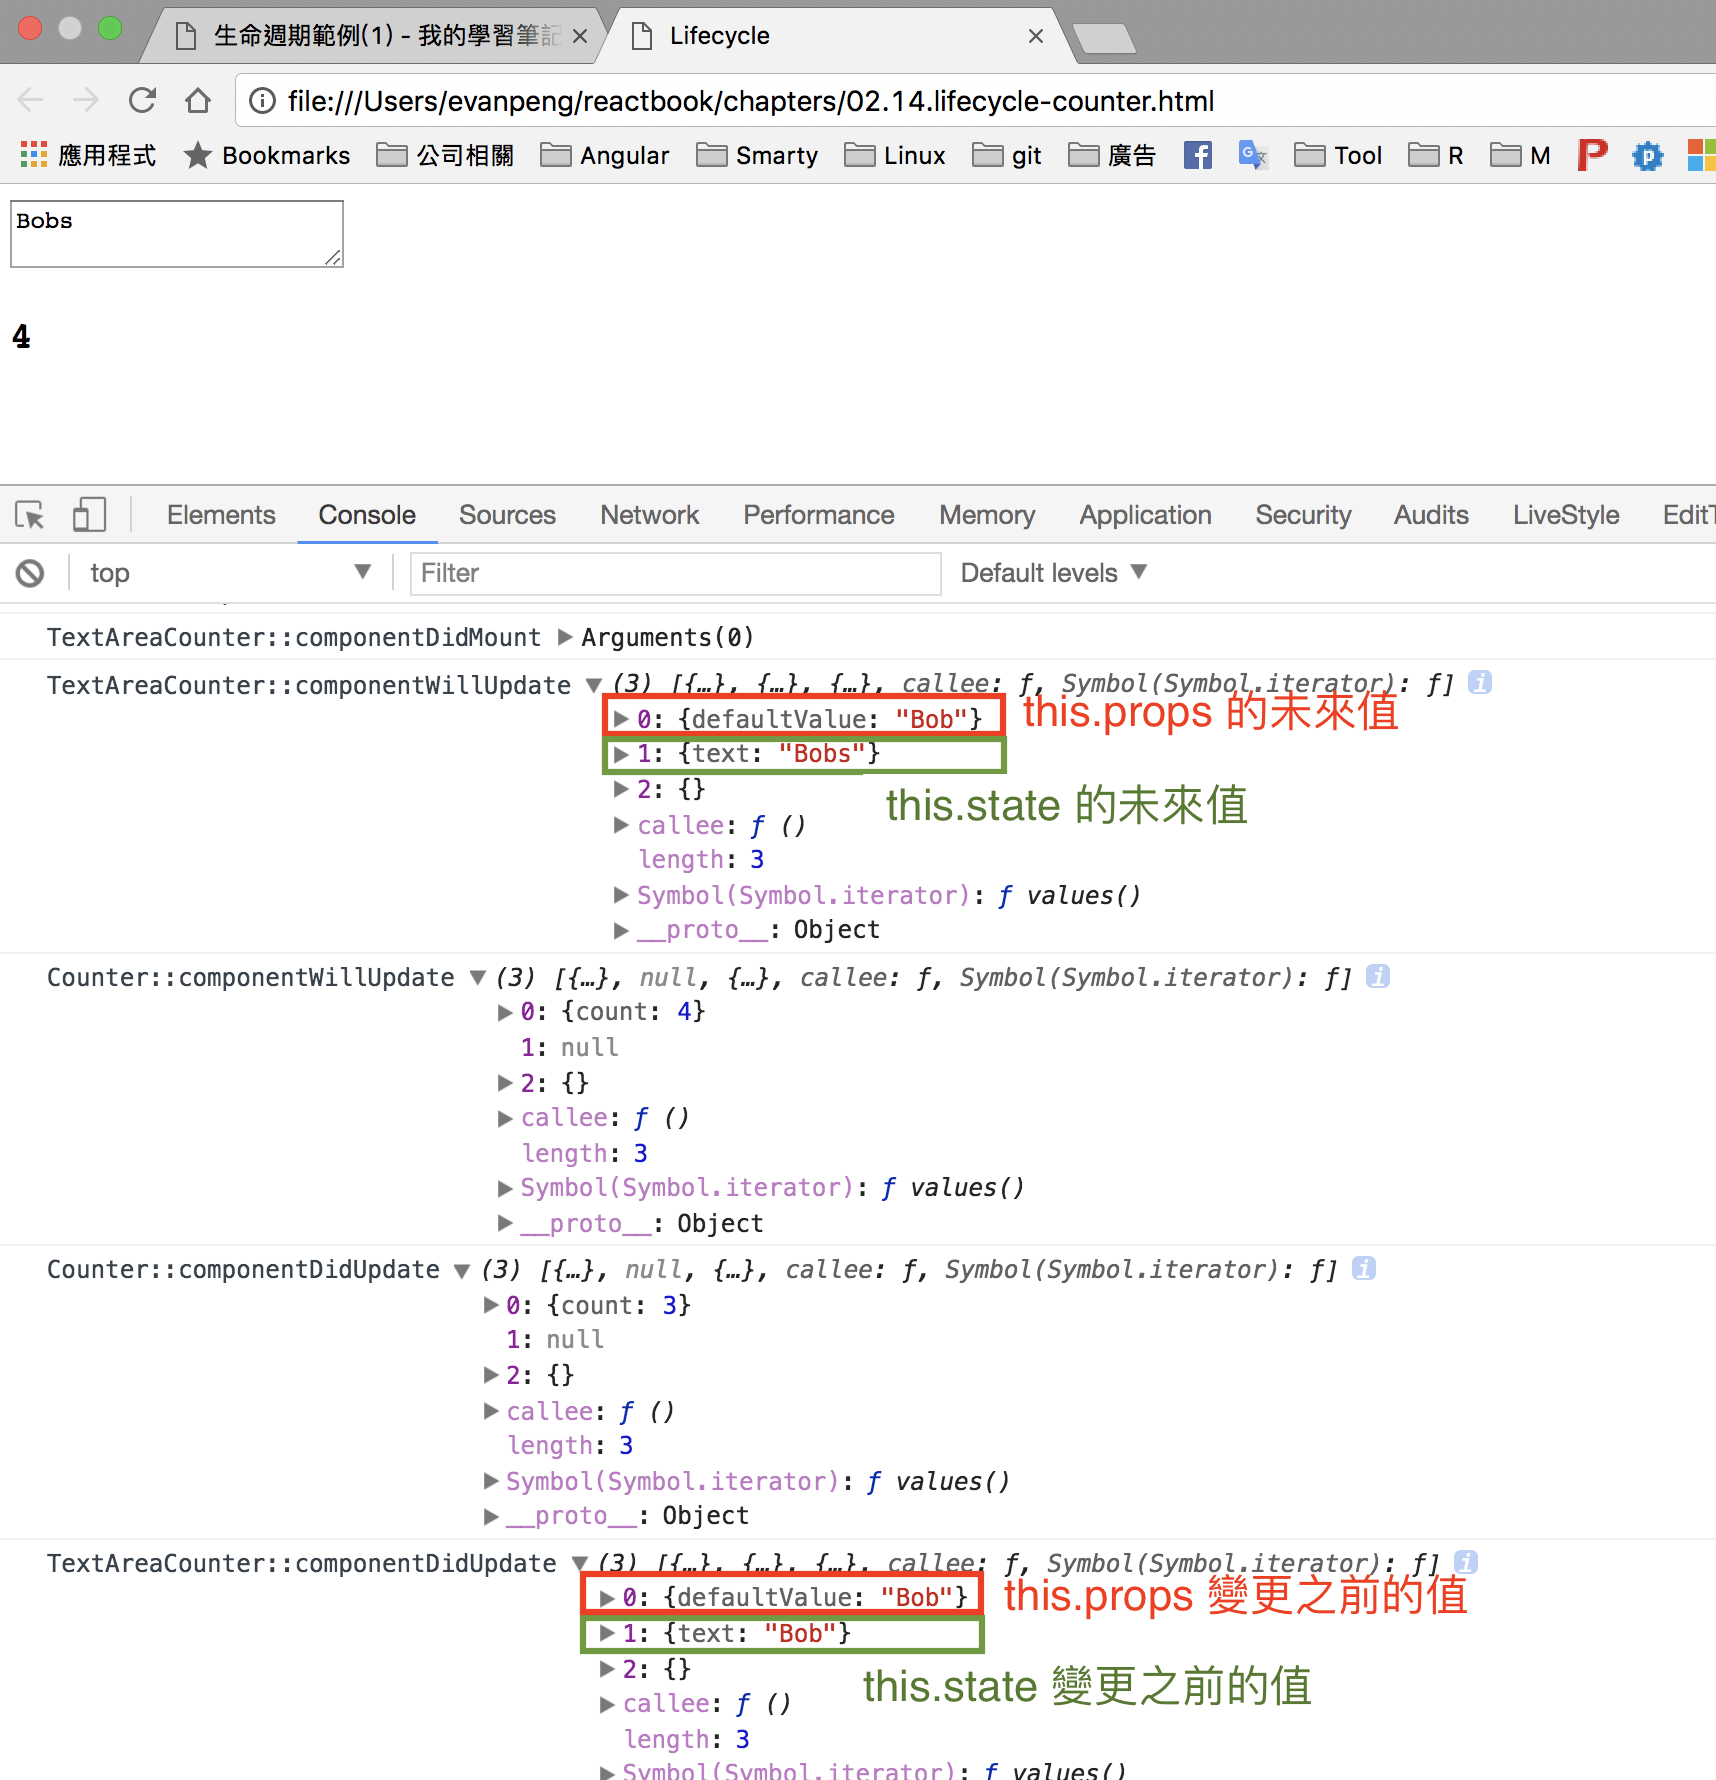 生命週期範例(1) - 我的學習筆記
Lifecycle
file:///Users/evanpeng/reactbook/chapters/02.14.lifecycle-counter.html
應用程式 Bookmarks 公司相關 Angular Smarty Linux git 廣告 Tool R M
Bobs
4
Elements Console Sources Network Performance Memory Application Security Audits LiveStyle EditT
top Filter Default levels
TextAreaCounter::componentDidMount Arguments(0)
TextAreaCounter::componentWillUpdate (3) [{…}, {…}, {…}, callee: ƒ, Symbol(Symbol.iterator): ƒ]
0: {defaultValue: "Bob"} this.props 的未來值
1: {text: "Bobs"}
2: {}
this.state 的未來值
callee: ƒ ()
length: 3
Symbol(Symbol.iterator): ƒ values()
__proto__: Object
Counter::componentWillUpdate (3) [{…}, null, {…}, callee: ƒ, Symbol(Symbol.iterator): ƒ]
0: {count: 4}
1: null
2: {}
callee: ƒ ()
length: 3
Symbol(Symbol.iterator): ƒ values()
__proto__: Object
Counter::componentDidUpdate (3) [{…}, null, {…}, callee: ƒ, Symbol(Symbol.iterator): ƒ]
0: {count: 3}
1: null
2: {}
callee: ƒ ()
length: 3
Symbol(Symbol.iterator): ƒ values()
__proto__: Object
TextAreaCounter::componentDidUpdate (3) [{…}, {…}, {…}, callee: ƒ, Symbol(Symbol.iterator): ƒ]
0: {defaultValue: "Bob"} this.props 變更之前的值
1: {text: "Bob"}
2: {}
this.state 變更之前的值
callee: ƒ ()
length: 3
Symbol(Symbol.iterator): ƒ values()